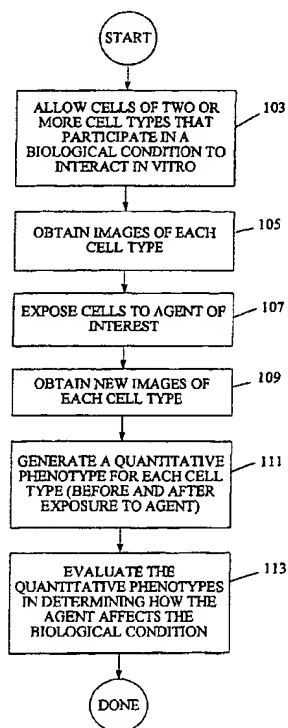 START
ALLOW CELLS OF TWO OR
MORE CELL TYPES THAT
PARTICIPATE IN A
BIOLOGICAL CONDITION TO
INTERACT IN VITRO
103
OBTAIN IMAGES OF EACH
CELL TYPE
105
EXPOSE CELLS TO AGENT OF
INTEREST
107
OBTAIN NEW IMAGES OF
EACH CELL TYPE
109
GENERATE A QUANTITATIVE
PHENOTYPE FOR EACH CELL
TYPE (BEFORE AND AFTER
EXPOSURE TO AGENT)
111
EVALUATE THE
QUANTITATIVE PHENOTYPES
IN DETERMINING HOW THE
AGENT AFFECTS THE
BIOLOGICAL CONDITION
113
DONE